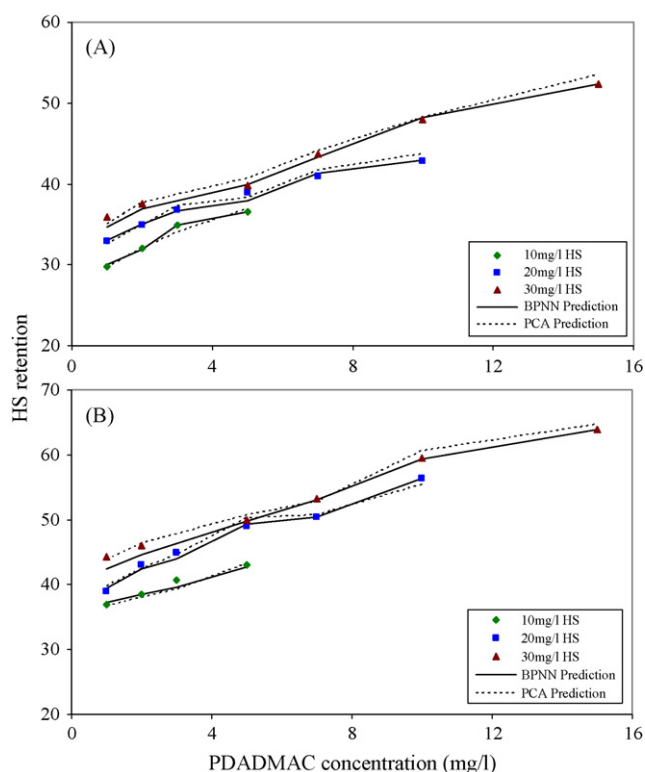 60
(A)
50
40
30
20
0
4
8
12
16
10mg/l HS
20mg/l HS
30mg/l HS
BPNN Prediction
PCA Prediction
HS retention
70
(B)
60
50
40
30
20
0
4
8
12
16
10mg/l HS
20mg/l HS
30mg/l HS
BPNN Prediction
PCA Prediction
PDADMAC concentration (mg/l)